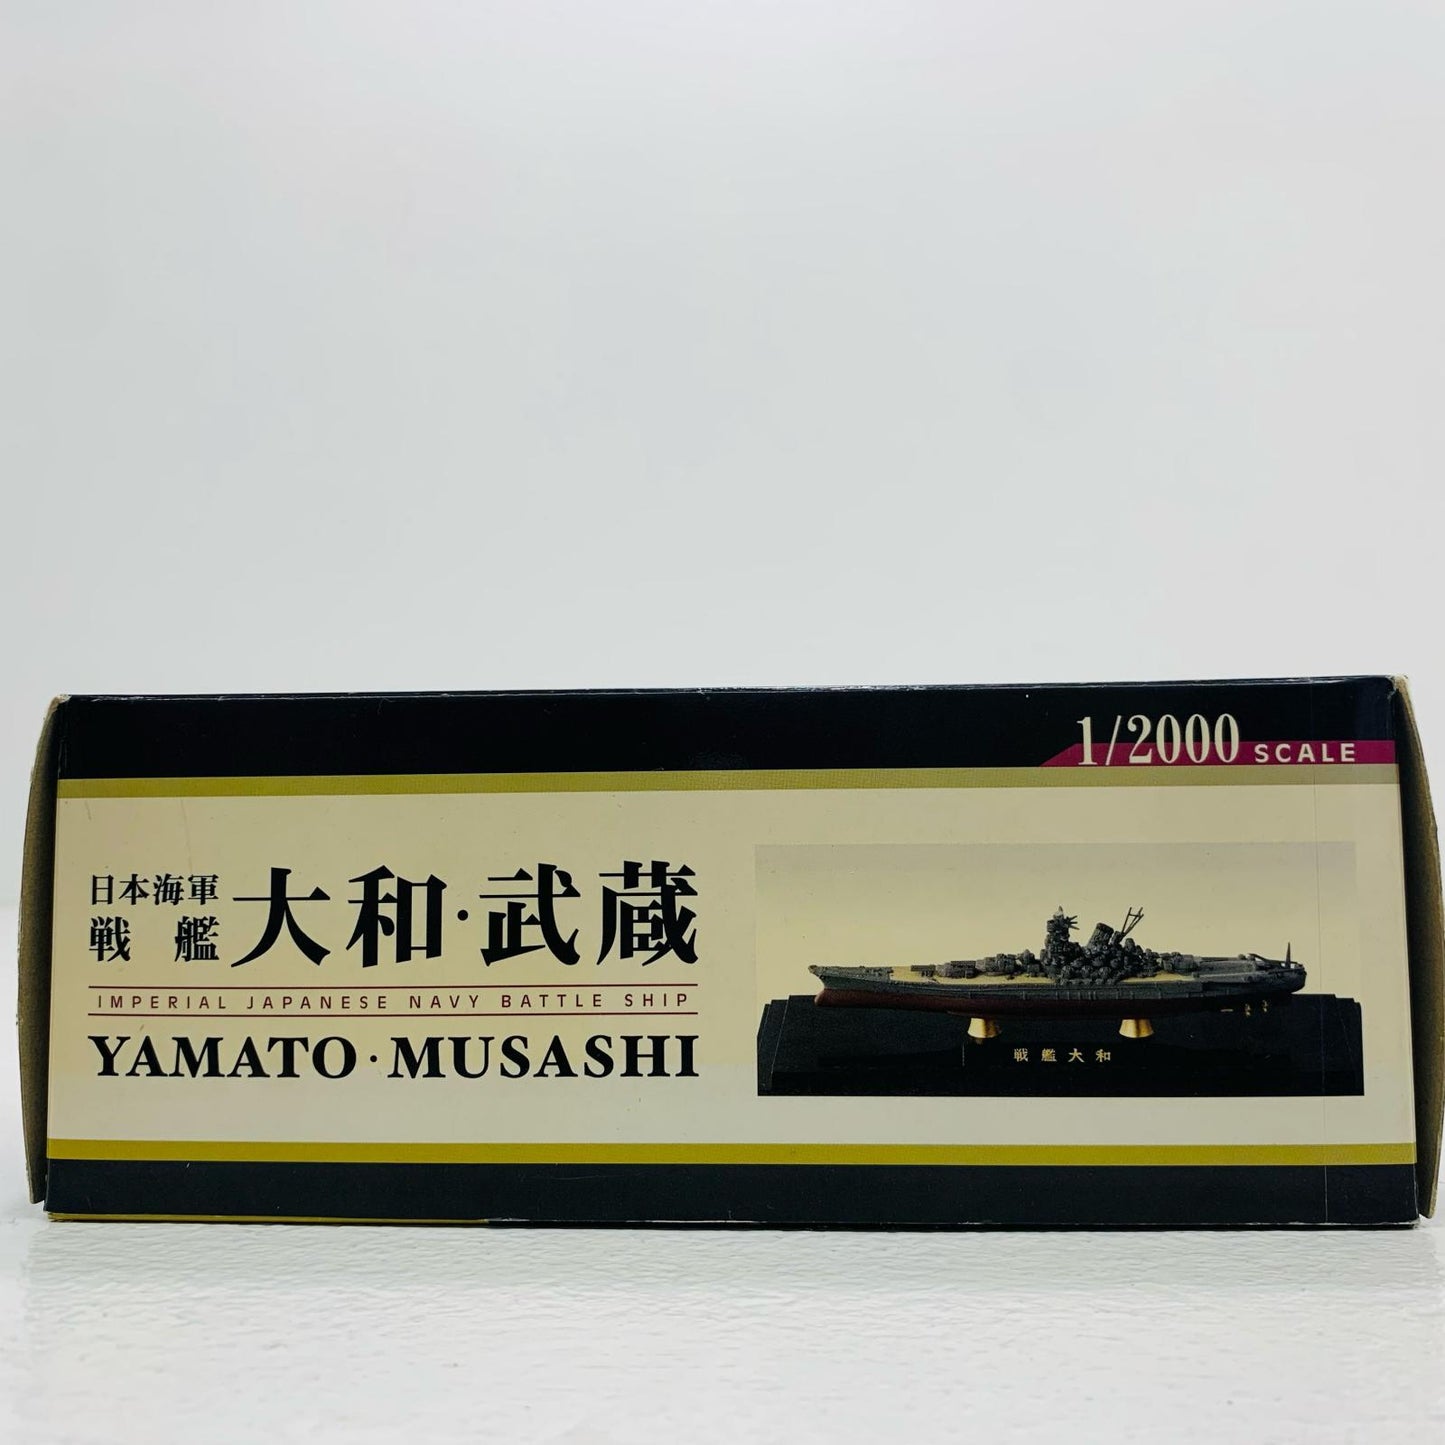 1/2000 SCALE
日本海軍
戦艦 大和・武蔵
IMPERIAL JAPANESE NAVY BATTLE SHIP
YAMATO・MUSASHI
戦艦大和